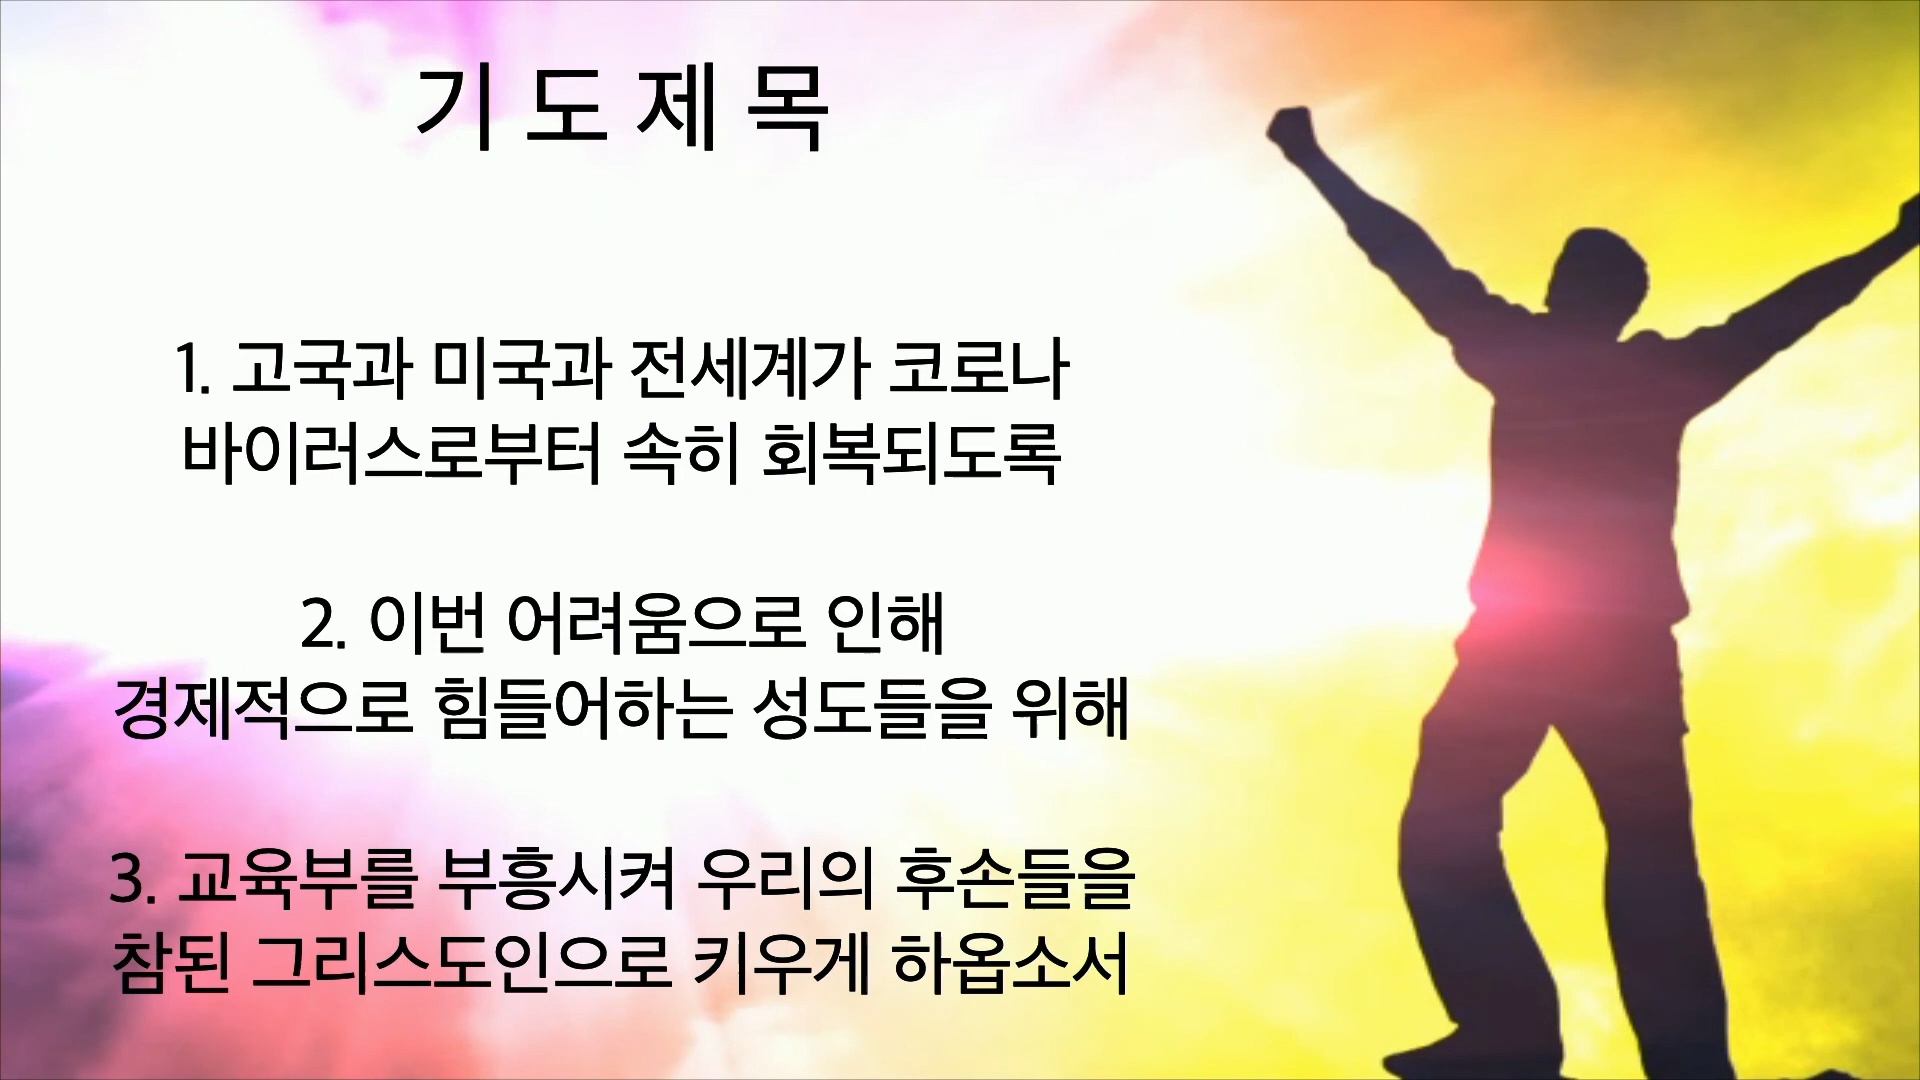 기도제목
1. 고국과 미국과 전세계가 코로나
바이러스로부터 속히 회복되도록
2. 이번 어려움으로 인해
경제적으로 힘들어하는 성도들을 위해
3. 교육부를 부흥시켜 우리의 후손들을
참된 그리스도인으로 키우게 하옵소서